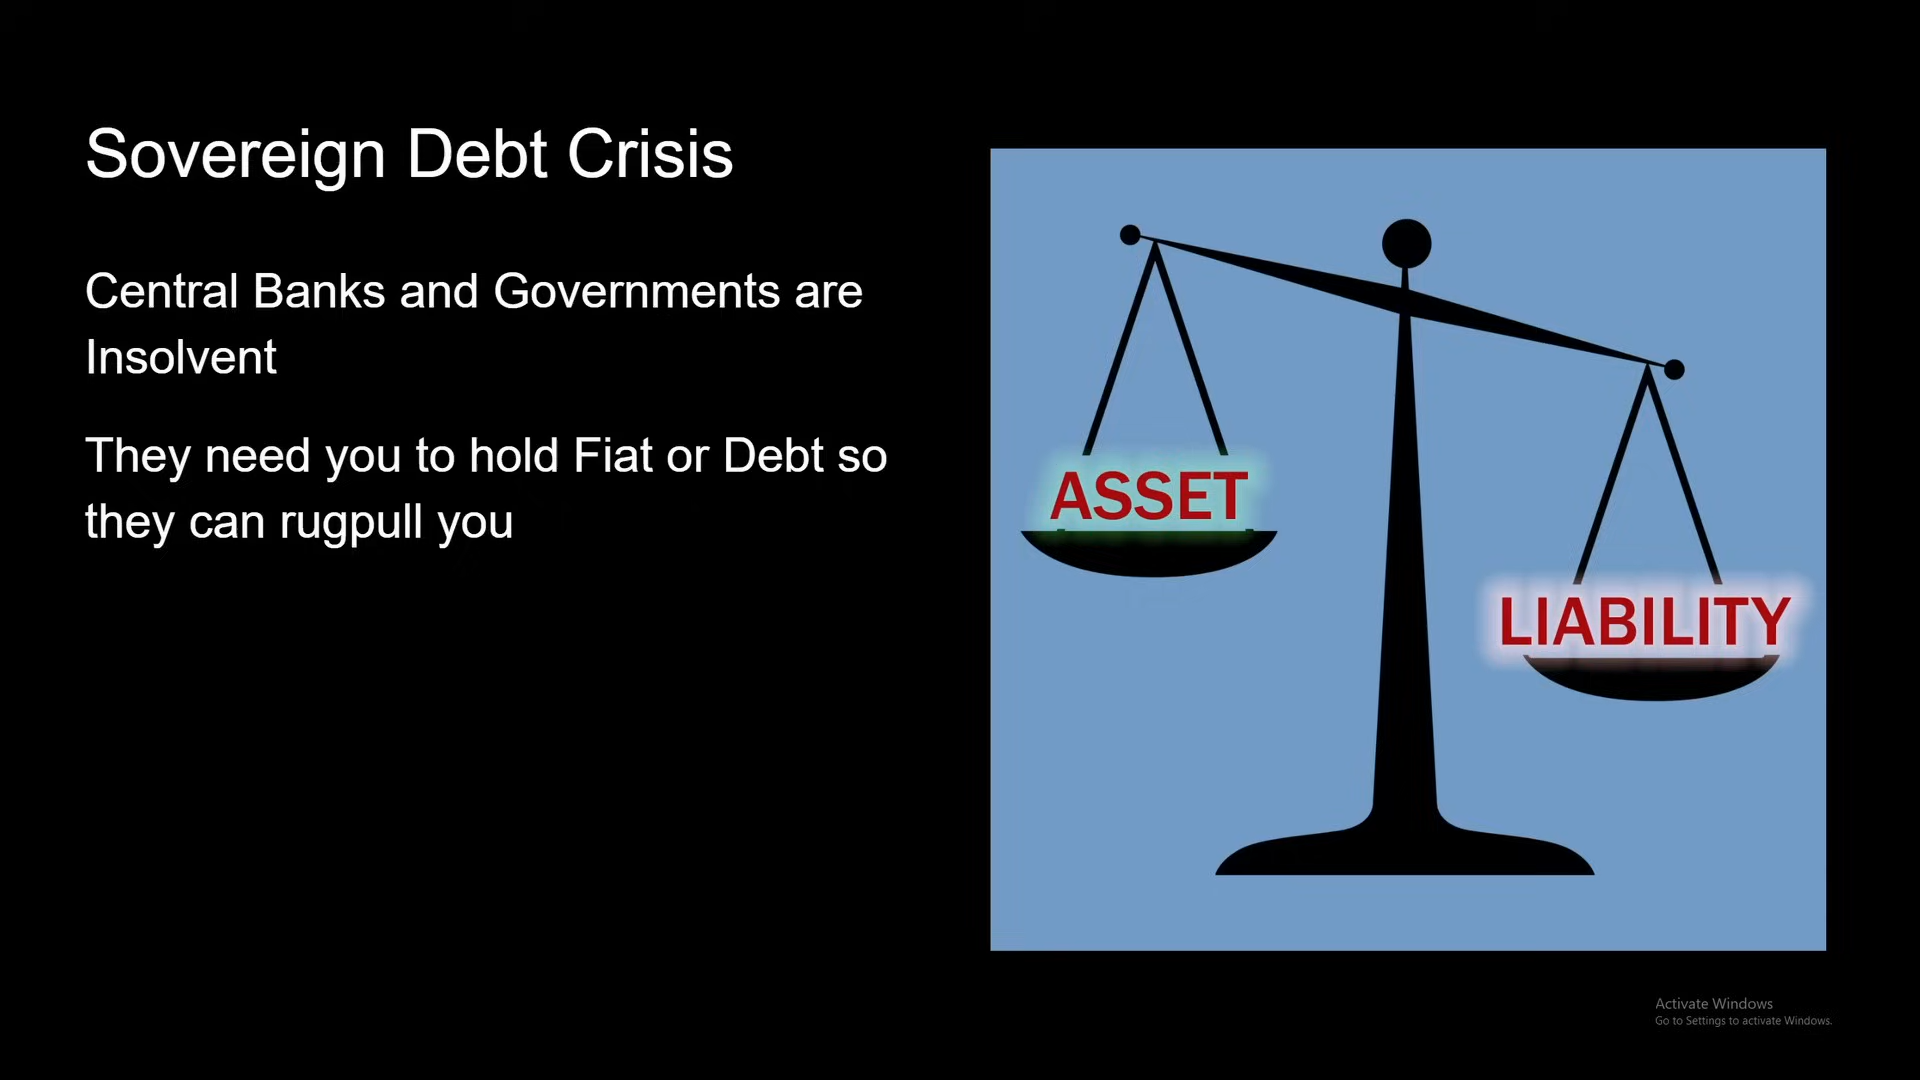 Sovereign Debt Crisis
Central Banks and Governments are
Insolvent
They need you to hold Fiat or Debt so
they can rugpull you
ASSET
LIABILITY
Activate Windows
Go to Settings to activate Windows.